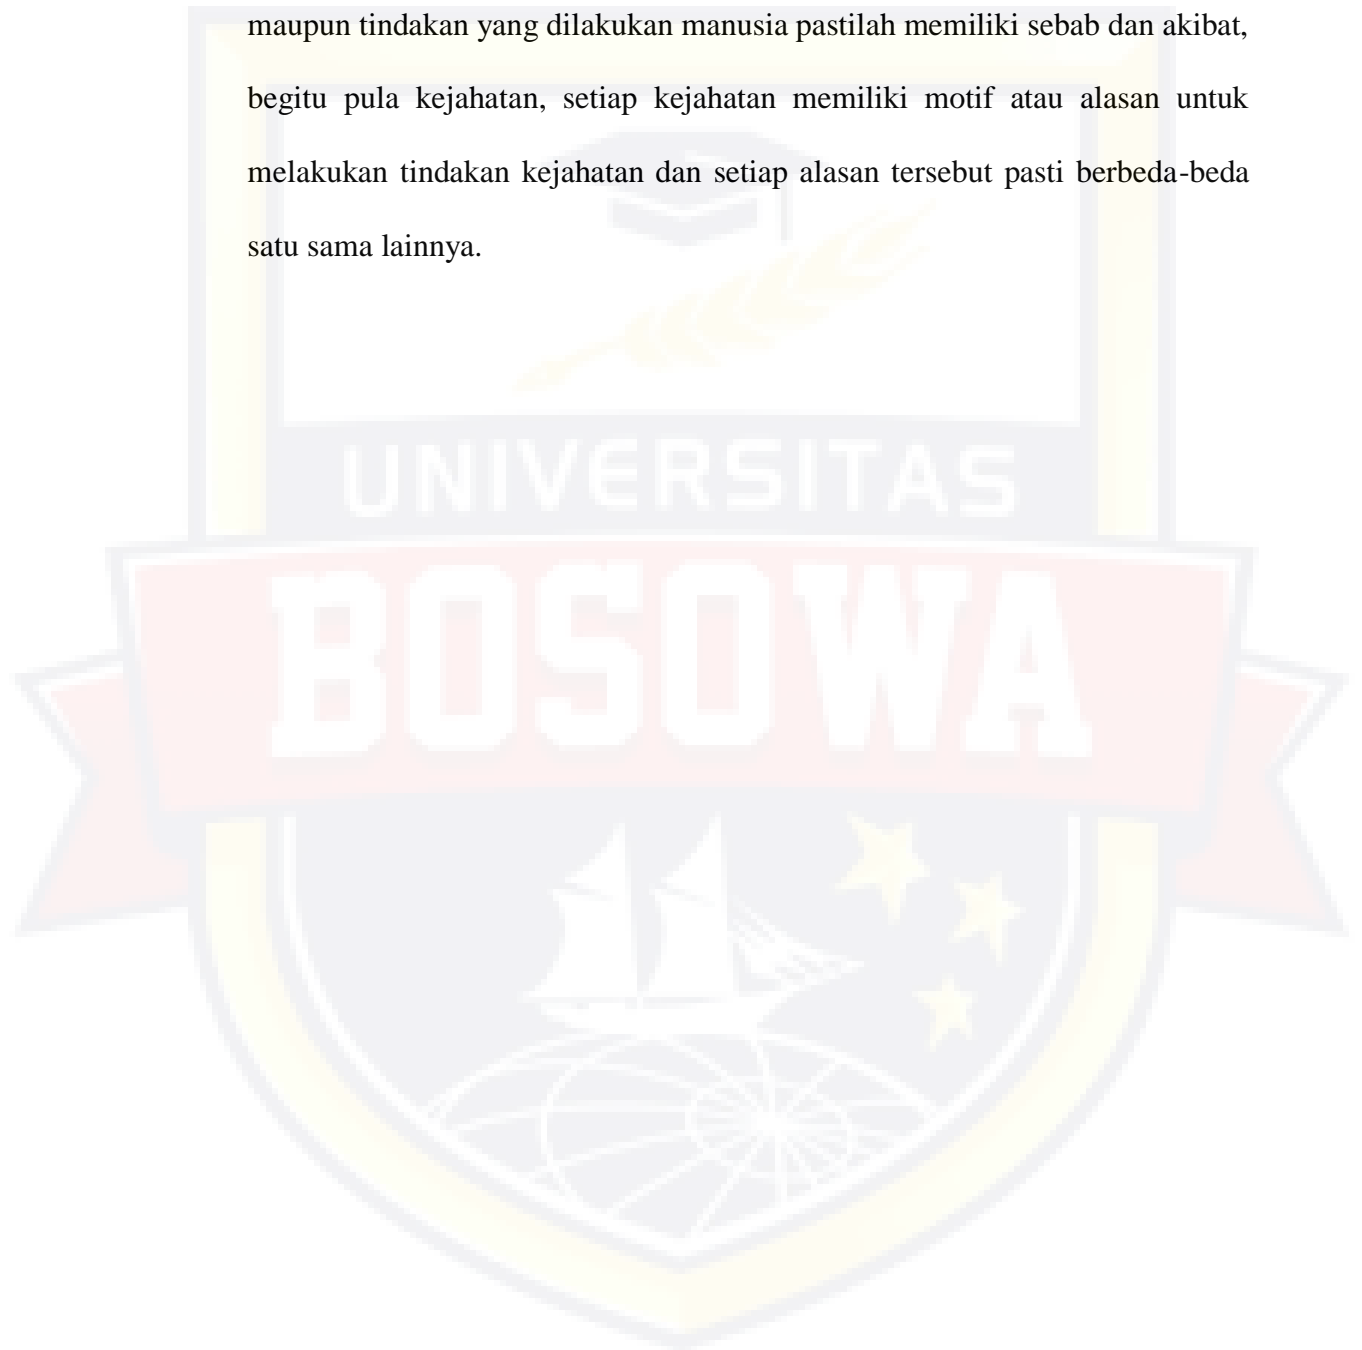 maupun tindakan yang dilakukan manusia pastilah memiliki sebab dan akibat,
begitu pula kejahatan, setiap kejahatan memiliki motif atau alasan untuk
melakukan tindakan kejahatan dan setiap alasan tersebut pasti berbeda-beda
satu sama lainnya.
UNIVERSITAS
BOSOWA